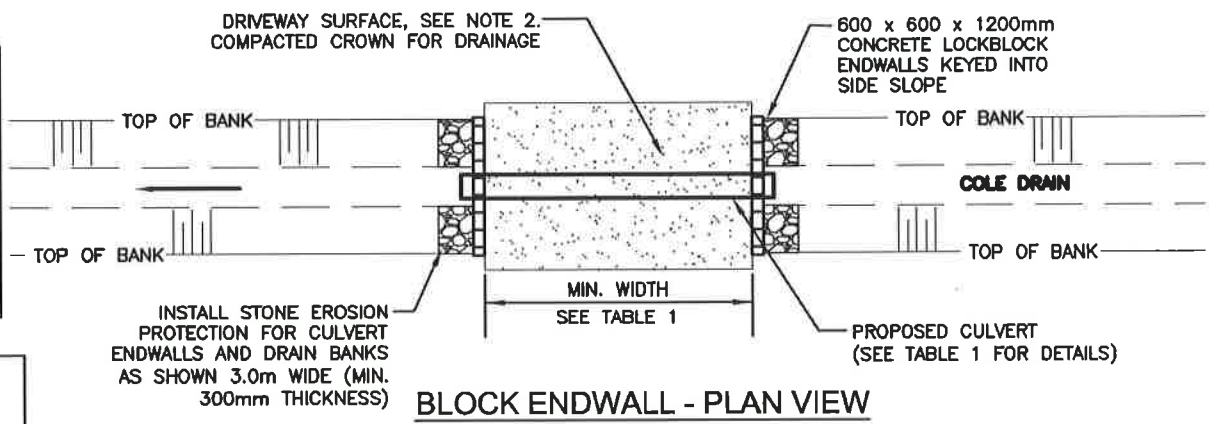 DRIVEWAY SURFACE, SEE NOTE 2.
COMPACTED CROWN FOR DRAINAGE
600 x 600 x 1200mm
CONCRETE LOCKBLOCK
ENDWALLS KEYED INTO
SIDE SLOPE
TOP OF BANK
TOP OF BANK
COLE DRAIN
TOP OF BANK
TOP OF BANK
MIN. WIDTH
SEE TABLE 1
INSTALL STONE EROSION
PROTECTION FOR CULVERT
ENDWALLS AND DRAIN BANKS
AS SHOWN 3.0m WIDE (MIN.
300mm THICKNESS)
PROPOSED CULVERT
(SEE TABLE 1 FOR DETAILS)
BLOCK ENDWALL - PLAN VIEW